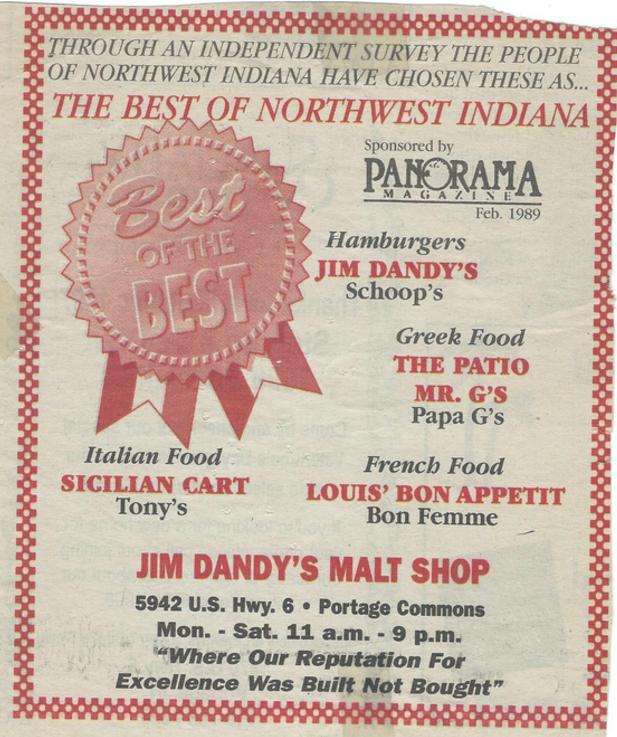 THROUGH AN INDEPENDENT SURVEY THE PEOPLE
OF NORTHWEST INDIANA HAVE CHOSEN THESE AS...
THE BEST OF NORTHWEST INDIANA
Best
OF THE
BEST
Sponsored by
PANORAMA
MAGAZINE
Feb. 1989
Hamburgers
JIM DANDY'S
Schoop's
Greek Food
THE PATIO
MR. G'S
Papa G's
Italian Food
SICILIAN CART
Tony's
French Food
LOUIS' BON APPETIT
Bon Femme
JIM DANDY'S MALT SHOP
5942 U.S. Hwy. 6 • Portage Commons
Mon. - Sat. 11 a.m. - 9 p.m.
"Where Our Reputation For
Excellence Was Built Not Bought"